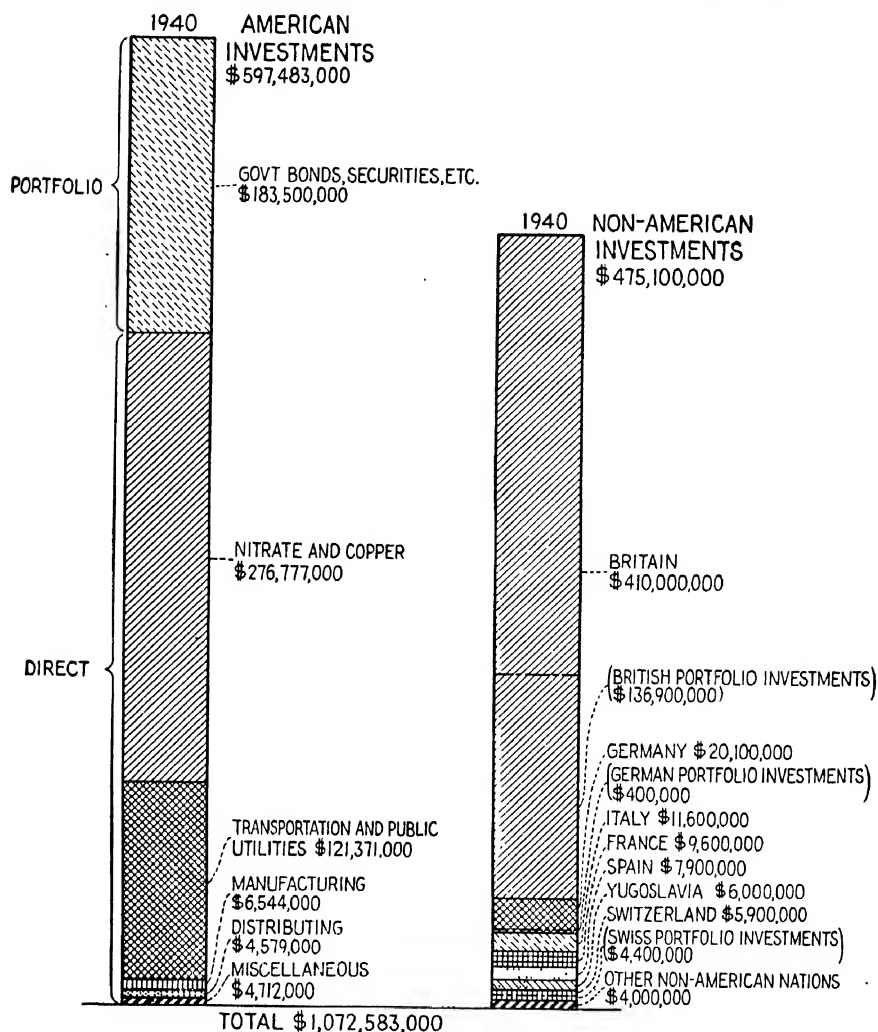 1940
AMERICAN
INVESTMENTS
$597,483,000
PORTFOLIO
GOVT BONDS, SECURITIES, ETC.
$183,500,000
DIRECT
NITRATE AND COPPER
$276,777,000
TRANSPORTATION AND PUBLIC
UTILITIES $121,371,000
MANUFACTURING
$6,544,000
DISTRIBUTING
$4,579,000
MISCELLANEOUS
$4,712,000
1940
NON-AMERICAN
INVESTMENTS
$475,100,000
BRITAIN
$410,000,000
(BRITISH PORTFOLIO INVESTMENTS)
($136,900,000)
GERMANY $20,100,000
(GERMAN PORTFOLIO INVESTMENTS)
$400,000
ITALY $11,600,000
FRANCE $9,600,000
SPAIN $7,900,000
YUGOSLAVIA $6,000,000
SWITZERLAND $5,900,000
(SWISS PORTFOLIO INVESTMENTS)
$4,400,000
OTHER NON-AMERICAN NATIONS
$4,000,000
TOTAL $1,072,583,000